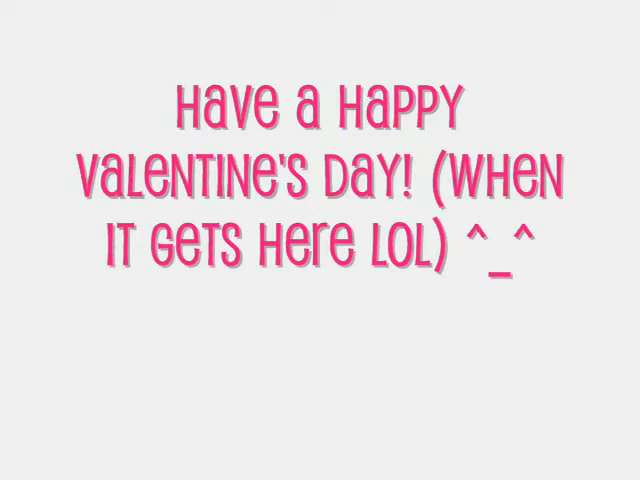 Have a Happy
Valentine's Day! (When
it gets here lol) ^_^